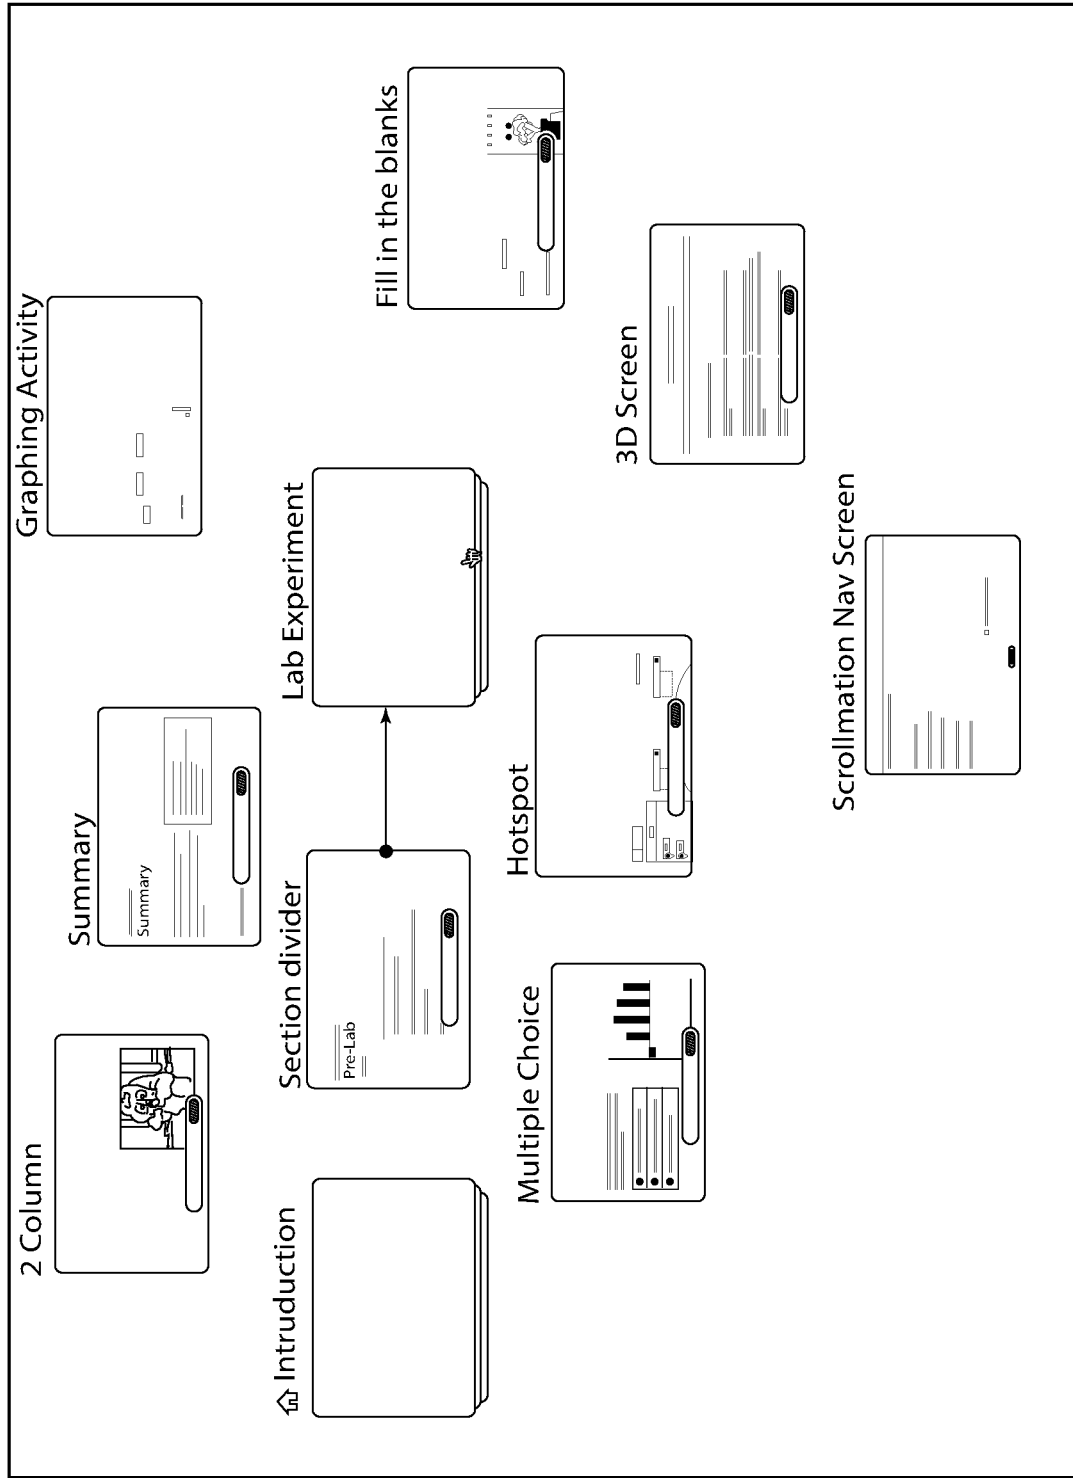 2 Column
Summary
Summary
Graphing Activity
Intruduction
Section divider
Pre-Lab
Lab Experiment
Fill in the blanks
Multiple Choice
Hotspot
3D Screen
Scrollmation Nav Screen